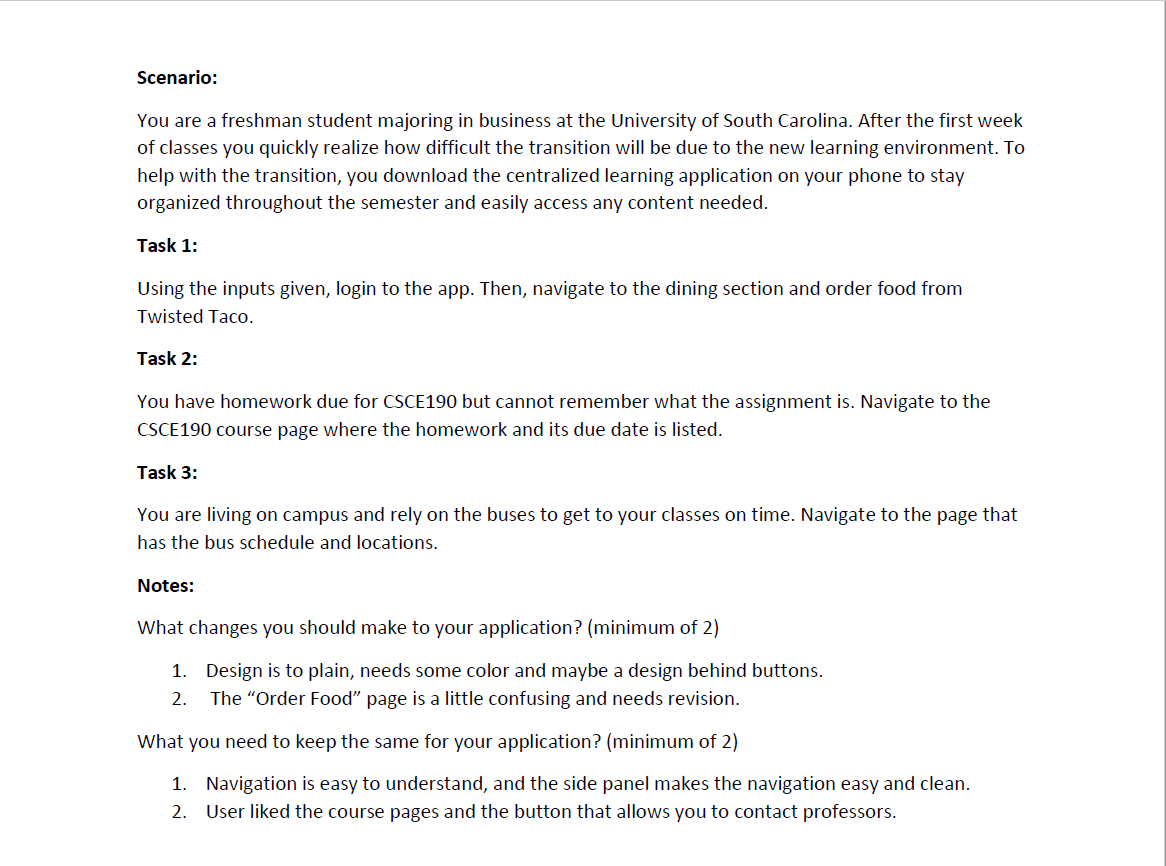 Scenario:
You are a freshman student majoring in business at the University of South Carolina. After the first week
of classes you quickly realize how difficult the transition will be due to the new learning environment. To
help with the transition, you download the centralized learning application on your phone to stay
organized throughout the semester and easily access any content needed.
Task 1:
Using the inputs given, login to the app. Then, navigate to the dining section and order food from
Twisted Taco.
Task 2:
You have homework due for CSCE190 but cannot remember what the assignment is. Navigate to the
CSCE190 course page where the homework and its due date is listed.
Task 3:
You are living on campus and rely on the buses to get to your classes on time. Navigate to the page that
has the bus schedule and locations.
Notes:
What changes you should make to your application? (minimum of 2)
1. Design is to plain, needs some color and maybe a design behind buttons.
2. The “Order Food” page is a little confusing and needs revision.
What you need to keep the same for your application? (minimum of 2)
1. Navigation is easy to understand, and the side panel makes the navigation easy and clean.
2. User liked the course pages and the button that allows you to contact professors.